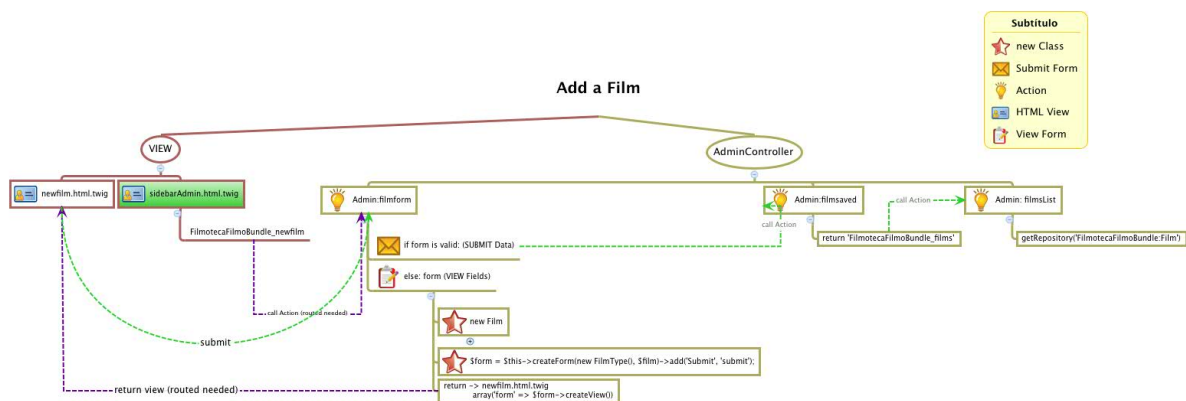 Subtítulo
new Class
Submit Form
Action
HTML View
View Form
Add a Film
VIEW
AdminController
newfilm.html.twig
sidebarAdmin.html.twig
Admin:filmform
Admin:filmsaved
call Action
Admin: filmsList
call Action
FilmotecaFilmoBundle_newfilm
if form is valid: (SUBMIT Data)
return 'FilmotecaFilmoBundle_films'
getRepository('FilmotecaFilmoBundle:Film')
else: form (VIEW Fields)
call Action (routed needed)
new Film
submit
$form = $this->createForm(new FilmType(), $film)->add('Submit', 'submit');
return view (routed needed)
return -> newfilm.html.twig
array('form' => $form->createView())